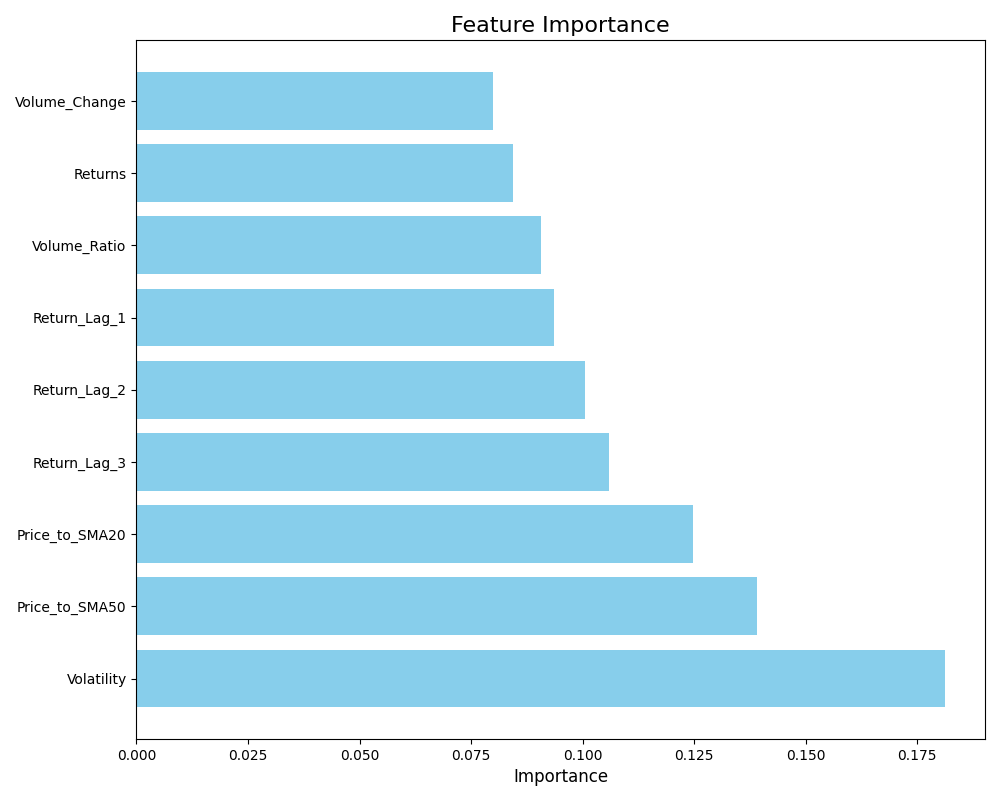 Feature Importance
Volume_Change
Returns
Volume_Ratio
Return_Lag_1
Return_Lag_2
Return_Lag_3
Price_to_SMA20
Price_to_SMA50
Volatility
0.000 0.025 0.050 0.075 0.100 0.125 0.150 0.175
Importance